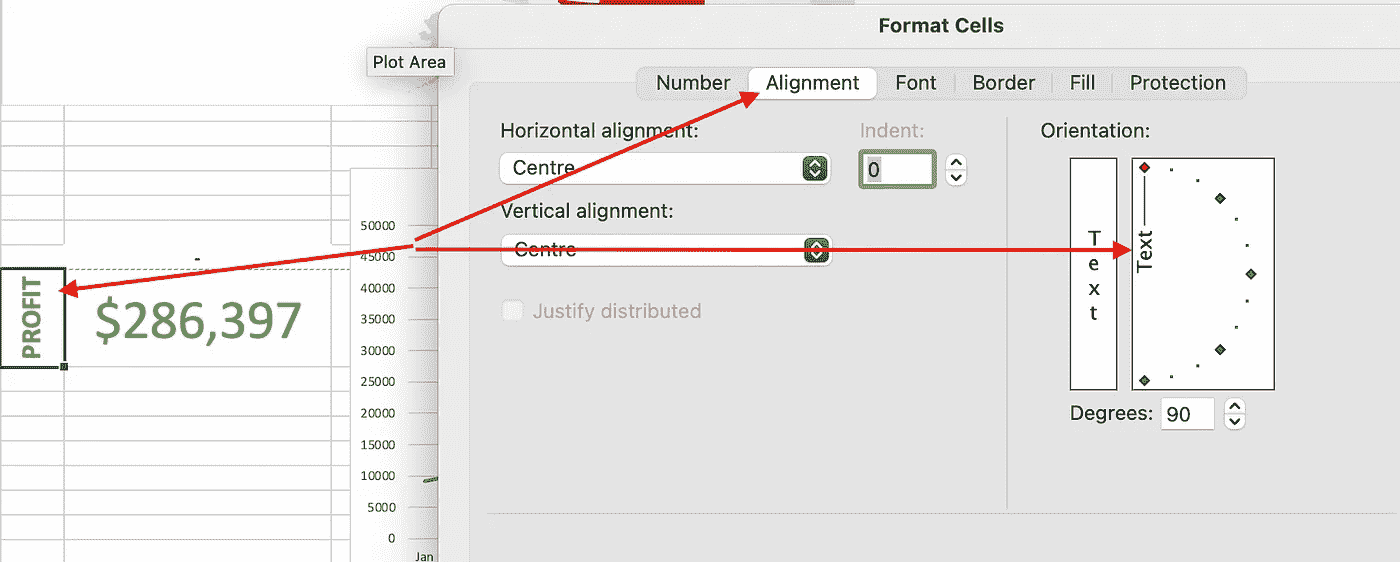 Format Cells
Plot Area
Number Alignment Font Border Fill Protection
Horizontal alignment: Indent: Orientation:
Centre 0
Vertical alignment:
Centre
Justify distributed
T
e
x
t
Text
Degrees: 90
PROFIT
$286,397
50000
45000
40000
35000
30000
25000
20000
15000
10000
5000
0
Jan